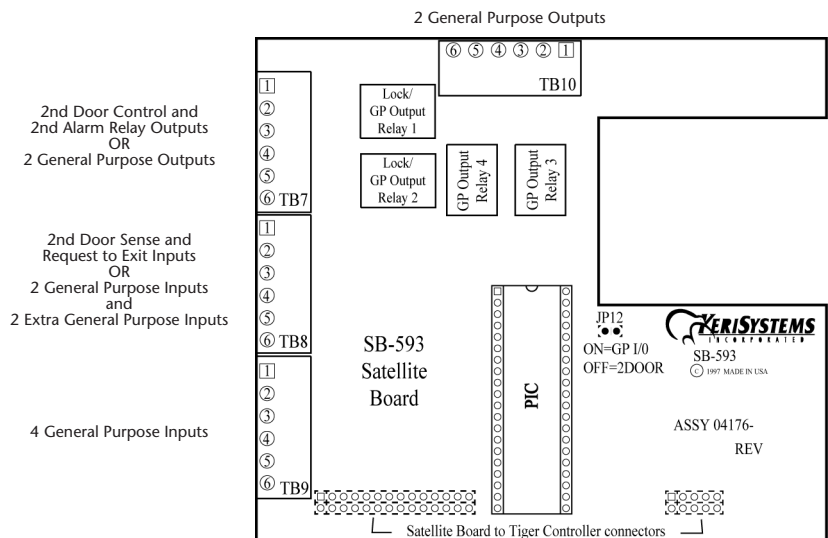 2 General Purpose Outputs
⑥ ⑤ ④ ③ ② 1
TB10
2nd Door Control and
2nd Alarm Relay Outputs
OR
2 General Purpose Outputs
1
②
③
④
⑤
⑥ TB7
Lock/
GP Output
Relay 1
Lock/
GP Output
Relay 2
GP Output
Relay 4
GP Output
Relay 3
2nd Door Sense and
Request to Exit Inputs
OR
2 General Purpose Inputs
and
2 Extra General Purpose Inputs
1
②
③
④
⑤
⑥ TB8
4 General Purpose Inputs
1
②
③
④
⑤
⑥ TB9
SB-593
Satellite
Board
PIC
JP12
ON=GP I/0
OFF=2DOOR
KERISYSTEMS
INCORPORATED
SB-593
© 1997 MADE IN USA
ASSY 04176-
REV
Satellite Board to Tiger Controller connectors